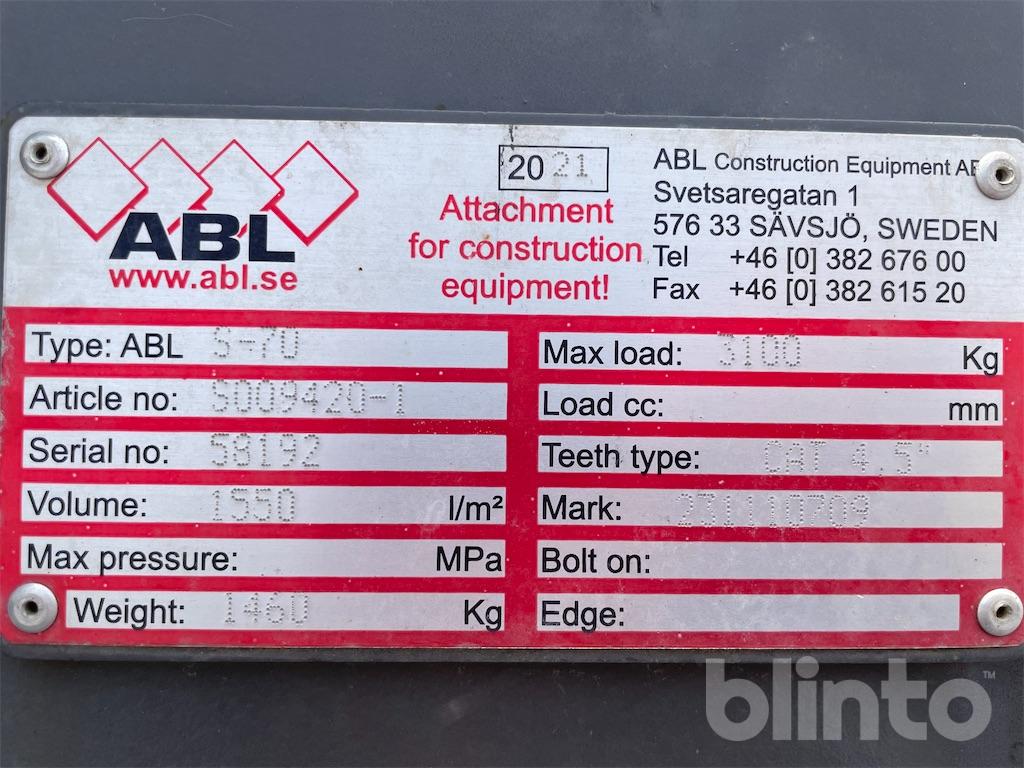 ABL
www.abl.se
2021
Attachment
for construction
equipment!
ABL Construction Equipment
Svetsaregatan 1
576 33 SÄVSJÖ, SWEDEN
Tel +46 [0] 382 676 00
Fax +46 [0] 382 615 20
Type: ABL S-70
Article no: S009420-1
Serial no: 58192
Volume: 1550 l/m²
Max pressure: MPa
Weight: 1460 Kg
Max load: 3100 Kg
Load cc: mm
Teeth type: CAT 4,5"
Mark: 231110709
Bolt on:
Edge:
blinto™